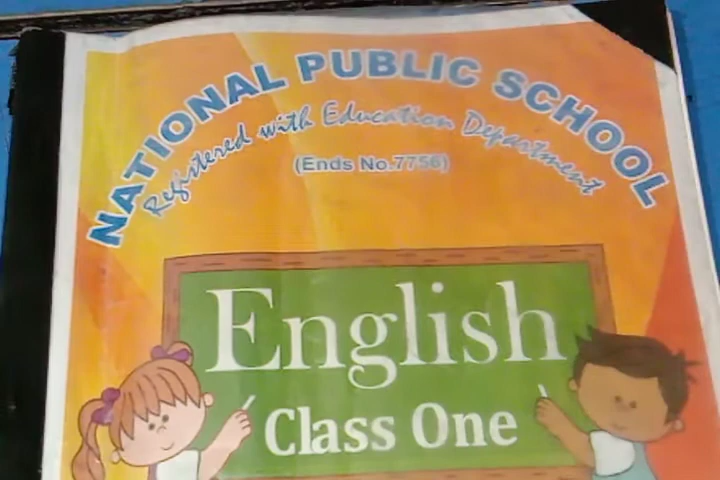 NATIONAL PUBLIC SCHOOL
Registered with Education Department
(Ends No.7756)
English
Class One